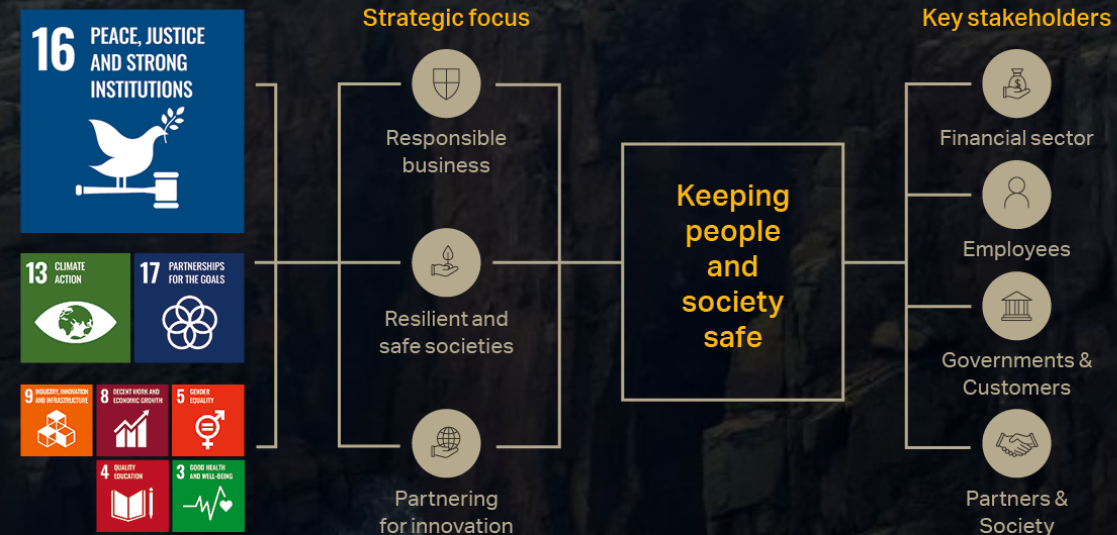 16 PEACE, JUSTICE
AND STRONG
INSTITUTIONS
13 CLIMATE
ACTION
17 PARTNERSHIPS
FOR THE GOALS
9 INDUSTRY, INNOVATION
AND INFRASTRUCTURE
8 DECENT WORK AND
ECONOMIC GROWTH
5 GENDER
EQUALITY
4 QUALITY
EDUCATION
3 GOOD HEALTH
AND WELL-BEING
Strategic focus
Responsible
business
Resilient and
safe societies
Partnering
for innovation
Keeping
people
and
society
safe
Key stakeholders
$
Financial sector
Employees
Governments &
Customers
Partners &
Society